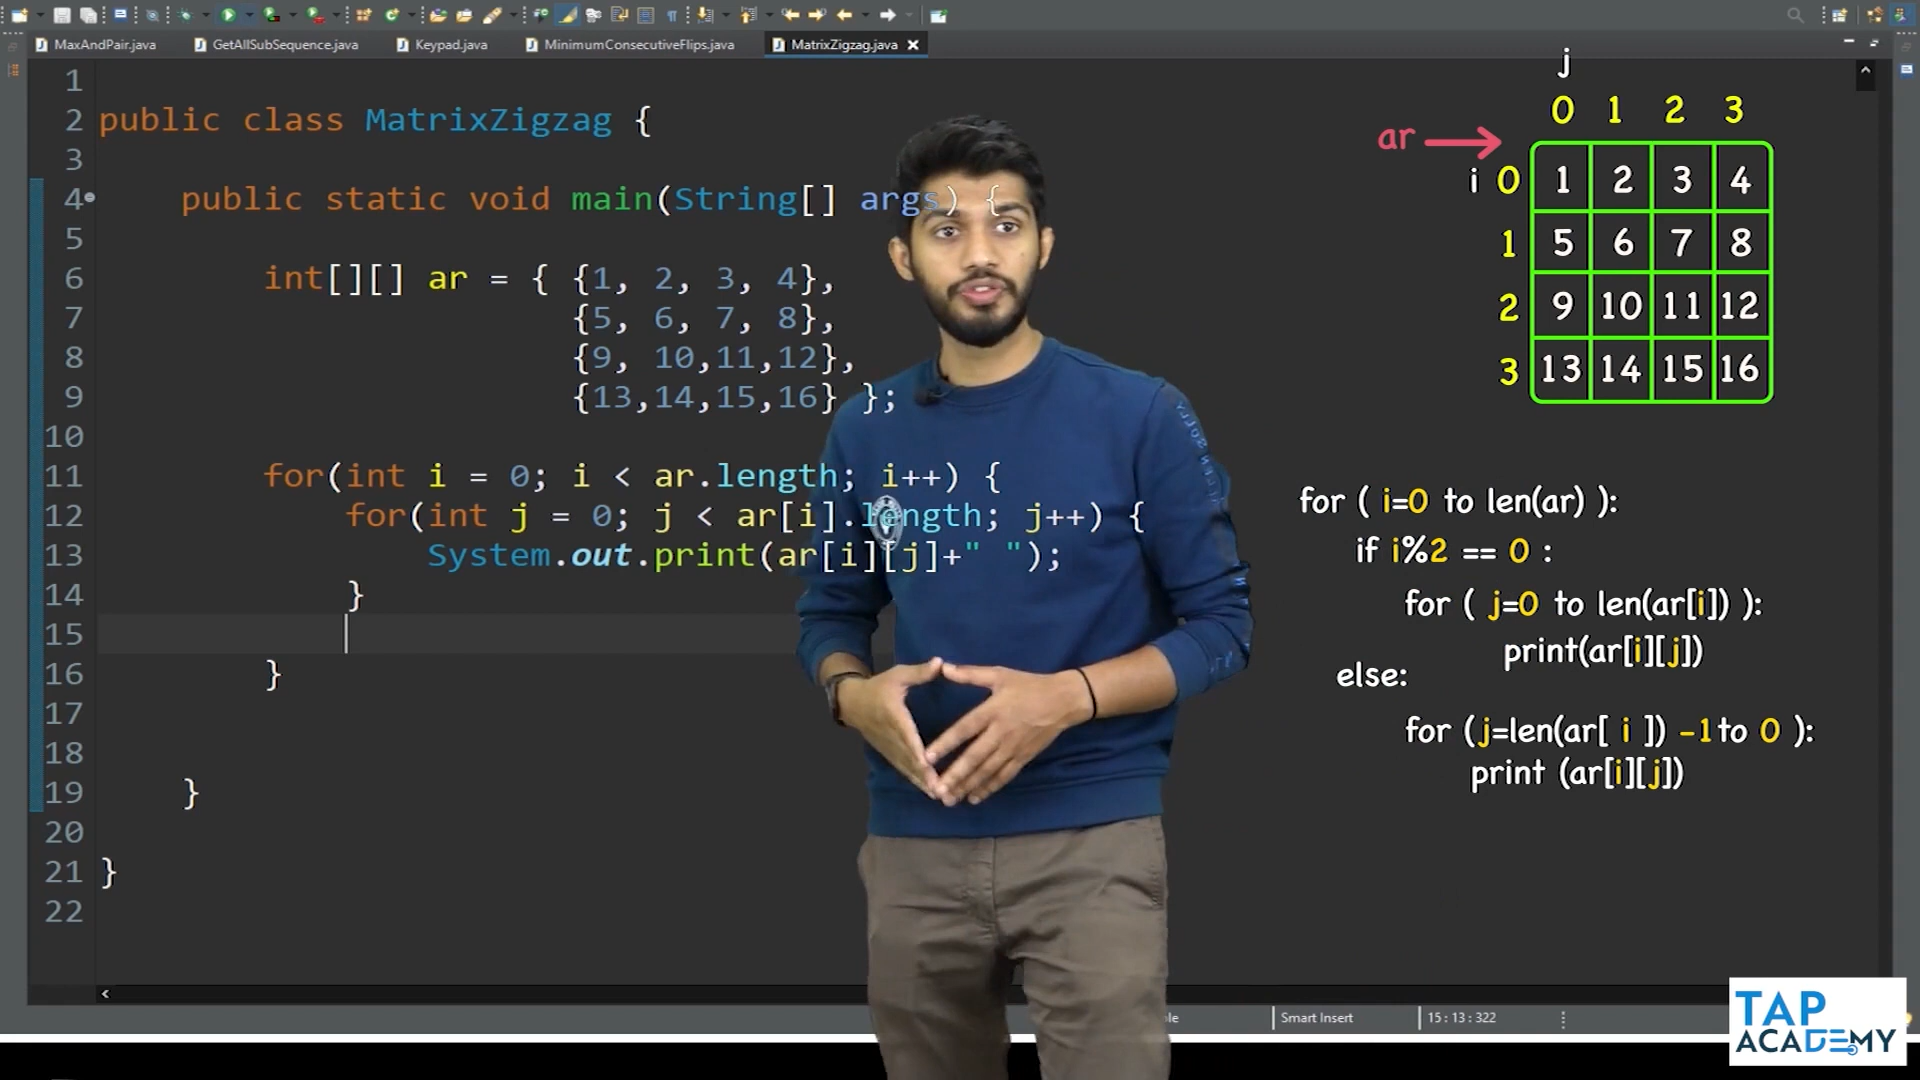 MaxAndPair.java
GetAllSubSequence.java
Keypad.java
MinimumConsecutiveFlips.java
MatrixZigzag.java
1
2 public class MatrixZigzag {
3
4 public static void main(String[] args) {
5
6 int[][] ar = { {1, 2, 3, 4},
7 {5, 6, 7, 8},
8 {9, 10,11,12},
9 {13,14,15,16} };
10
11 for(int i = 0; i < ar.length; i++) {
12 for(int j = 0; j < ar[i].length; j++) {
13 System.out.print(ar[i][j]+" ");
14 }
15
16 }
17
18
19 }
20
21 }
22
j
0 1 2 3
ar
i 0 1 2 3 4
1 5 6 7 8
2 9 10 11 12
3 13 14 15 16
for ( i=0 to len(ar) ):
if i%2 == 0 :
for ( j=0 to len(ar[i]) ):
print(ar[i][j])
else:
for (j=len(ar[ i ]) -1to 0 ):
print (ar[i][j])
Smart Insert
15 : 13 : 322
TAP
ACADEMY